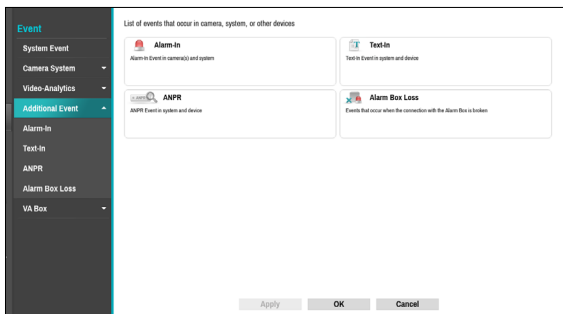 Event
System Event
Camera System
Video-Analytics
Additional Event
Alarm-In
Text-In
ANPR
Alarm Box Loss
VA Box
List of events that occur in camera, system, or other devices
Alarm-In
Alarm-In Event in camera(s) and system
Text-In
Text-In Event in system and device
ANPR
ANPR Event in system and device
Alarm Box Loss
Events that occur when the connection with the Alarm Box is broken
Apply
OK
Cancel